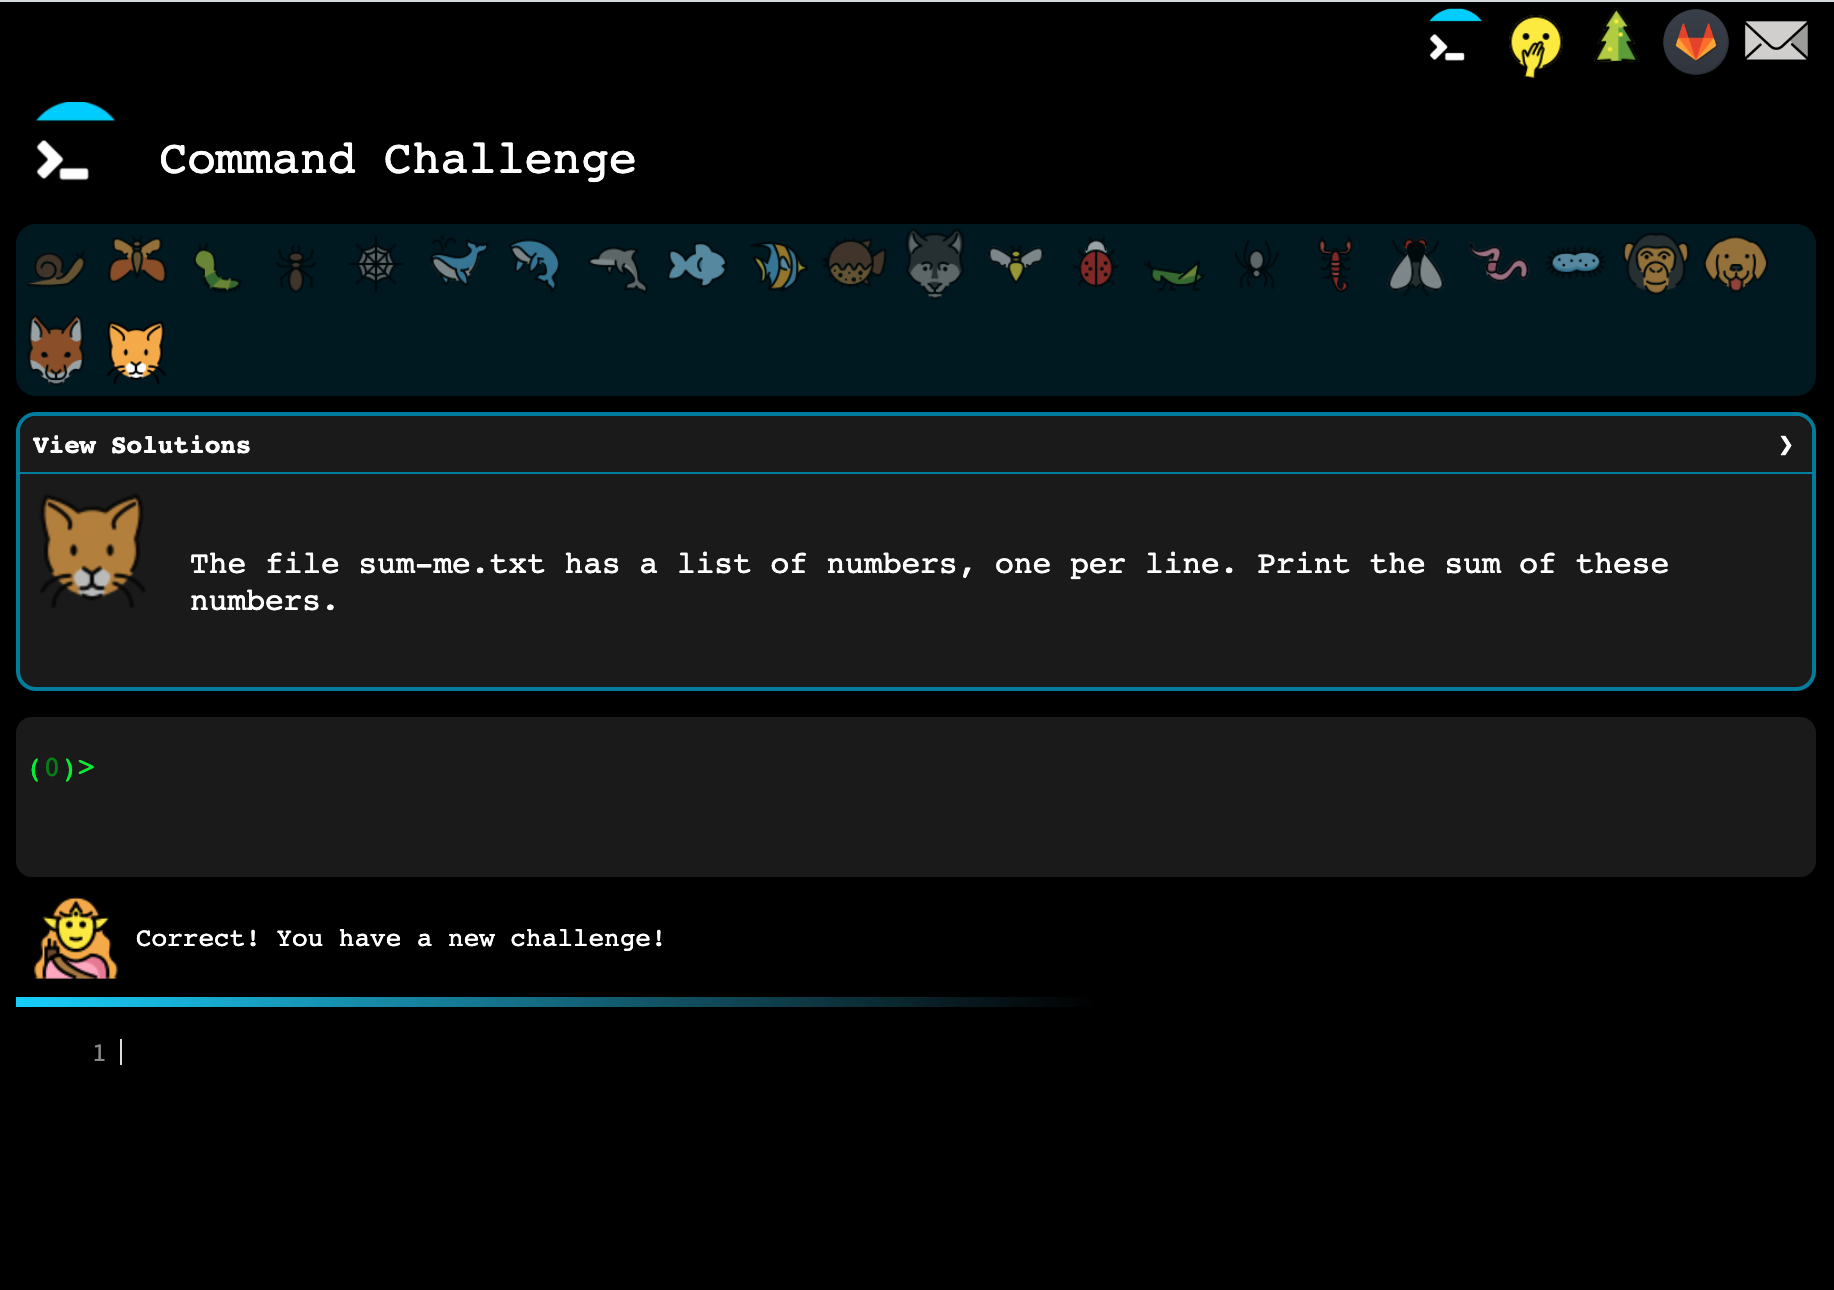 Command Challenge
View Solutions
The file sum-me.txt has a list of numbers, one per line. Print the sum of these
numbers.
(0)>
Correct! You have a new challenge!
1